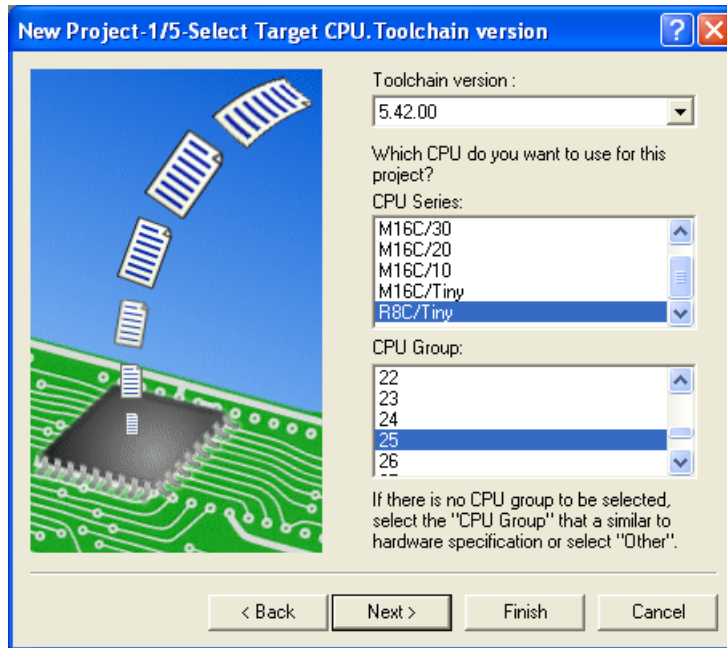 New Project-1/5-Select Target CPU.Toolchain version
Toolchain version :
5.42.00
Which CPU do you want to use for this
project?
CPU Series:
M16C/30
M16C/20
M16C/10
M16C/Tiny
R8C/Tiny
CPU Group:
22
23
24
25
26
If there is no CPU group to be selected,
select the "CPU Group" that a similar to
hardware specification or select "Other".
< Back
Next >
Finish
Cancel